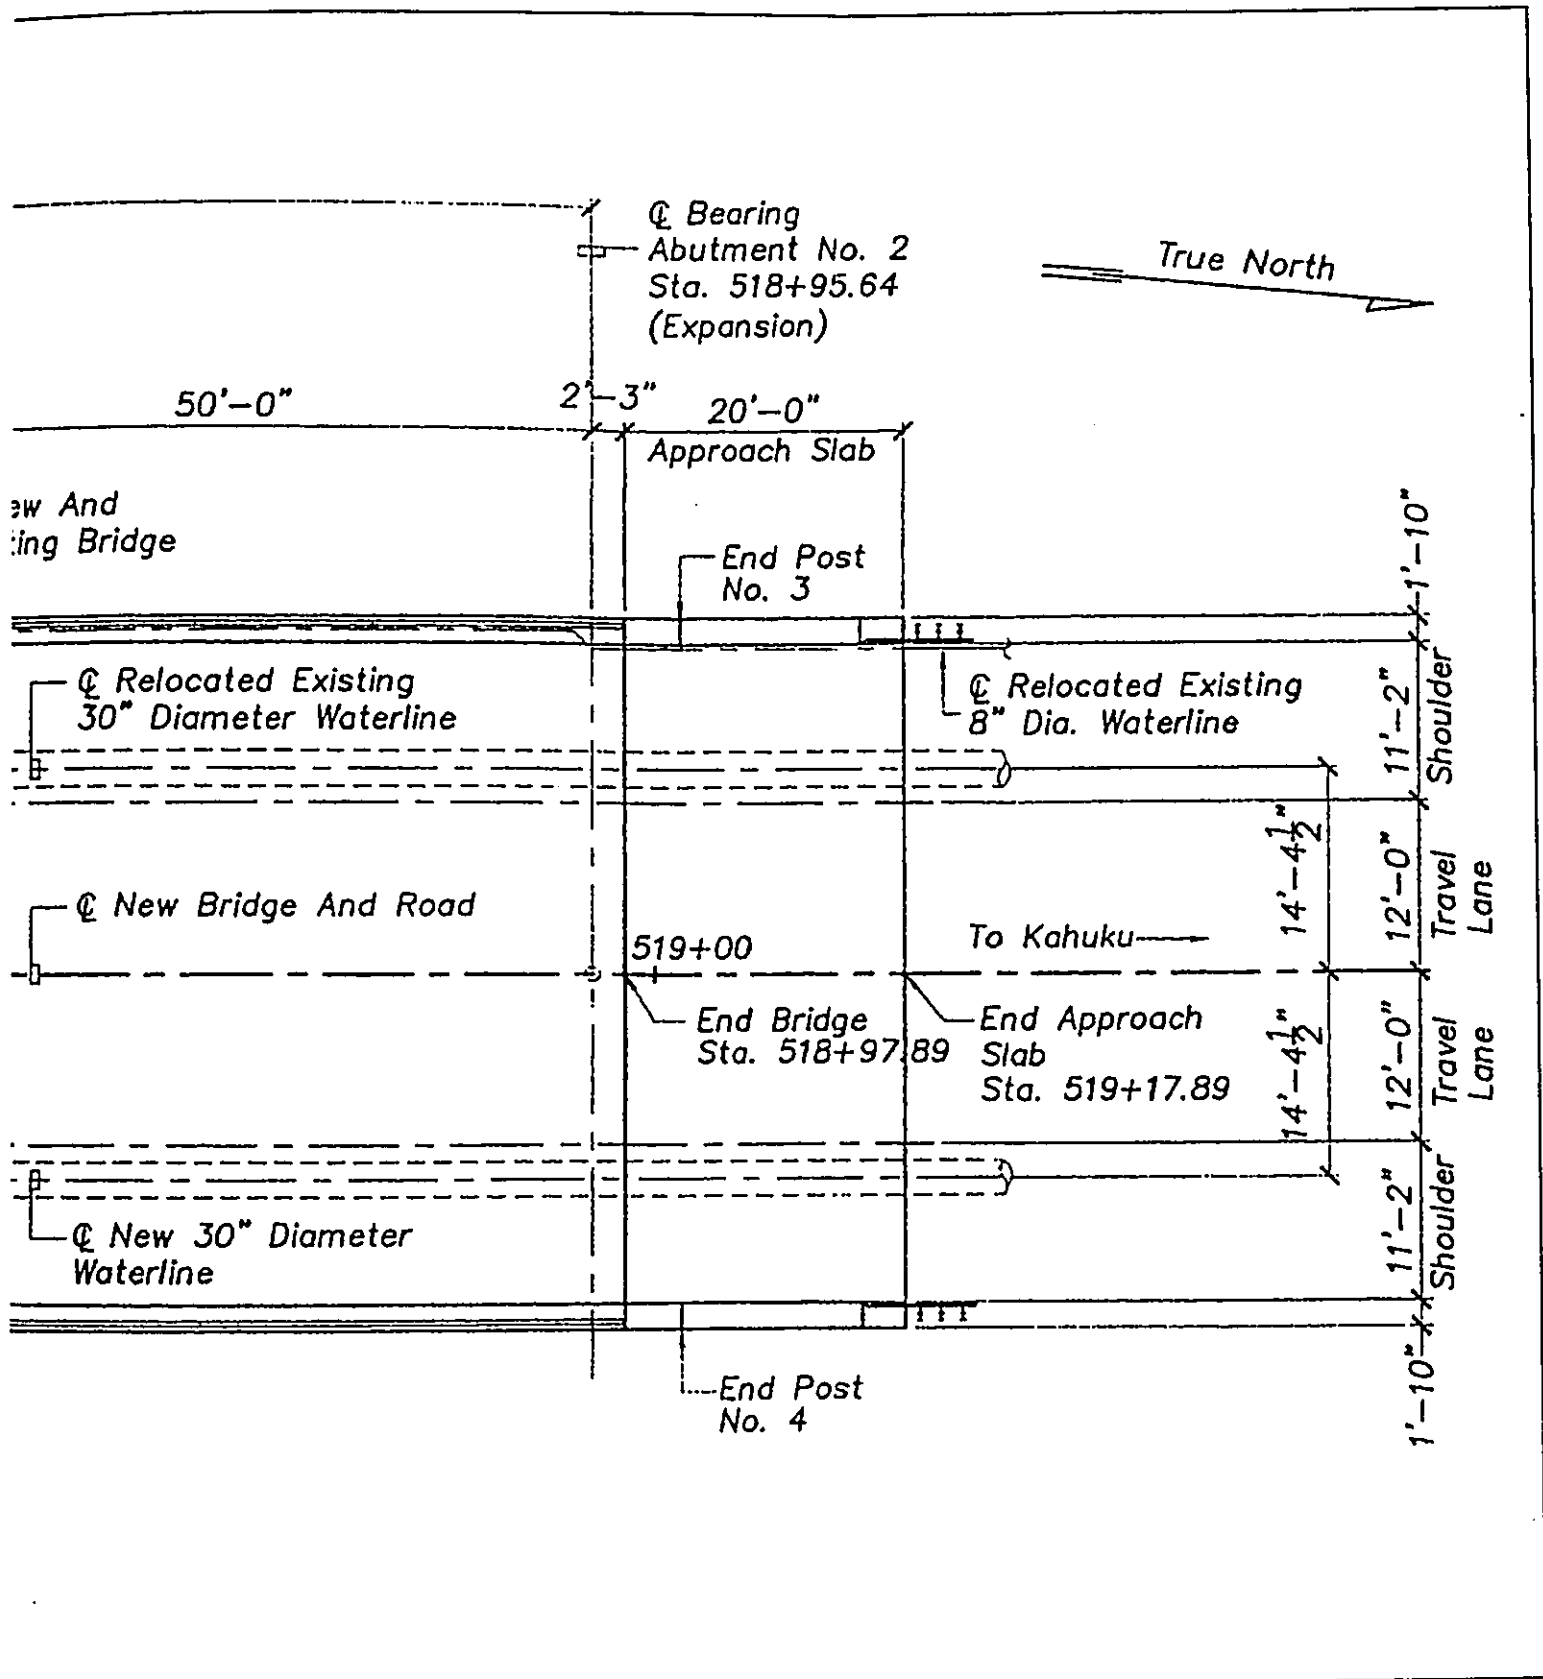 ℄ Bearing
Abutment No. 2
Sta. 518+95.64
(Expansion)
True North
50'-0"
2'-3"
20'-0"
Approach Slab
And
Bridge
End Post
No. 3
1'-10"
℄ Relocated Existing
30" Diameter Waterline
℄ Relocated Existing
8" Dia. Waterline
11'-2"
Shoulder
14'-4½"
12'-0"
Travel
Lane
℄ New Bridge And Road
519+00
To Kahuku
End Bridge
Sta. 518+97.89
End Approach
Slab
Sta. 519+17.89
14'-4½"
12'-0"
Travel
Lane
℄ New 30" Diameter
Waterline
11'-2"
Shoulder
End Post
No. 4
1'-10"